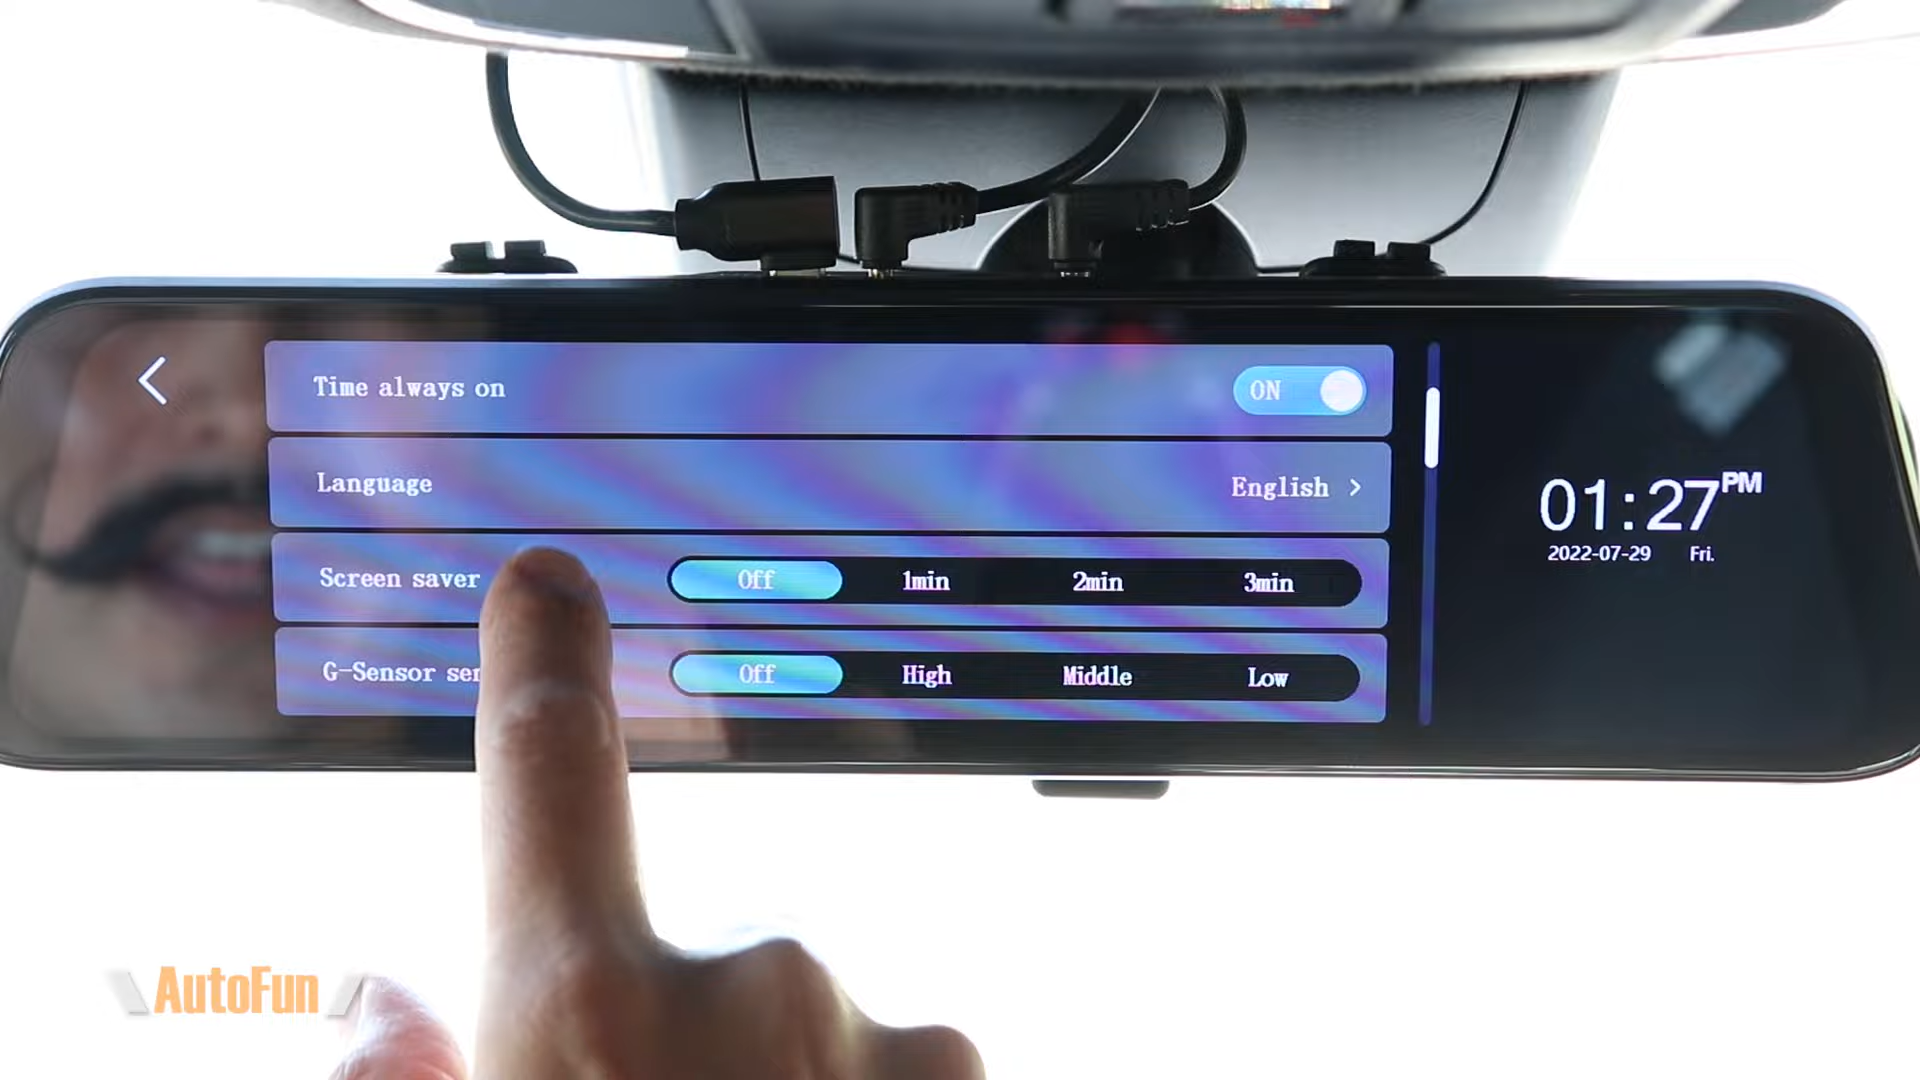 Time always on
ON
Language
English >
Screen saver
Off
1min
2min
3min
G-Sensor
Off
High
Middle
Low
01:27PM
2022-07-29 Fri.
AutoFun